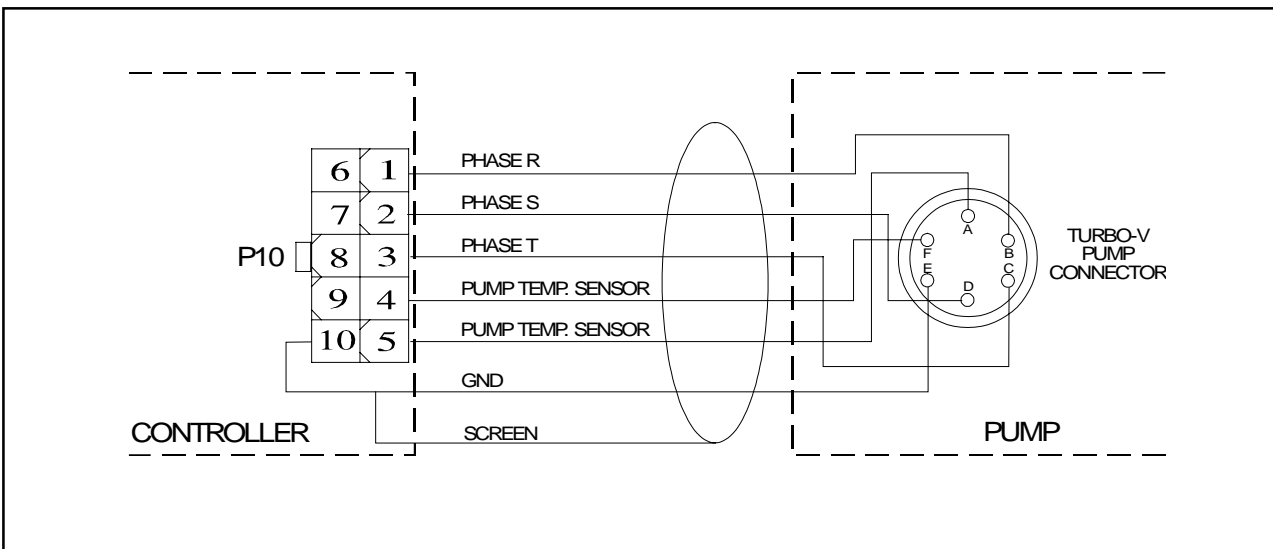 6 1 PHASE R
7 2 PHASE S
P10 8 3 PHASE T
9 4 PUMP TEMP. SENSOR
10 5 PUMP TEMP. SENSOR
GND
SCREEN
CONTROLLER
A
F B
E C
D
TURBO-V
PUMP
CONNECTOR
PUMP